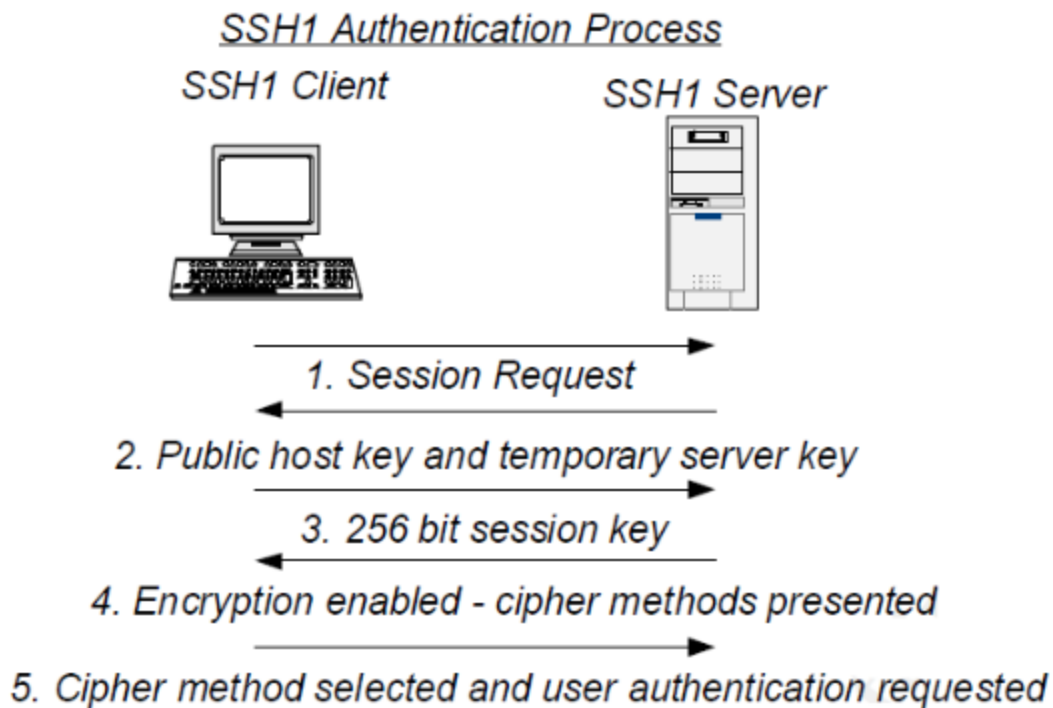 SSH1 Authentication Process
SSH1 Client
SSH1 Server
1. Session Request
2. Public host key and temporary server key
3. 256 bit session key
4. Encryption enabled - cipher methods presented
5. Cipher method selected and user authentication requested